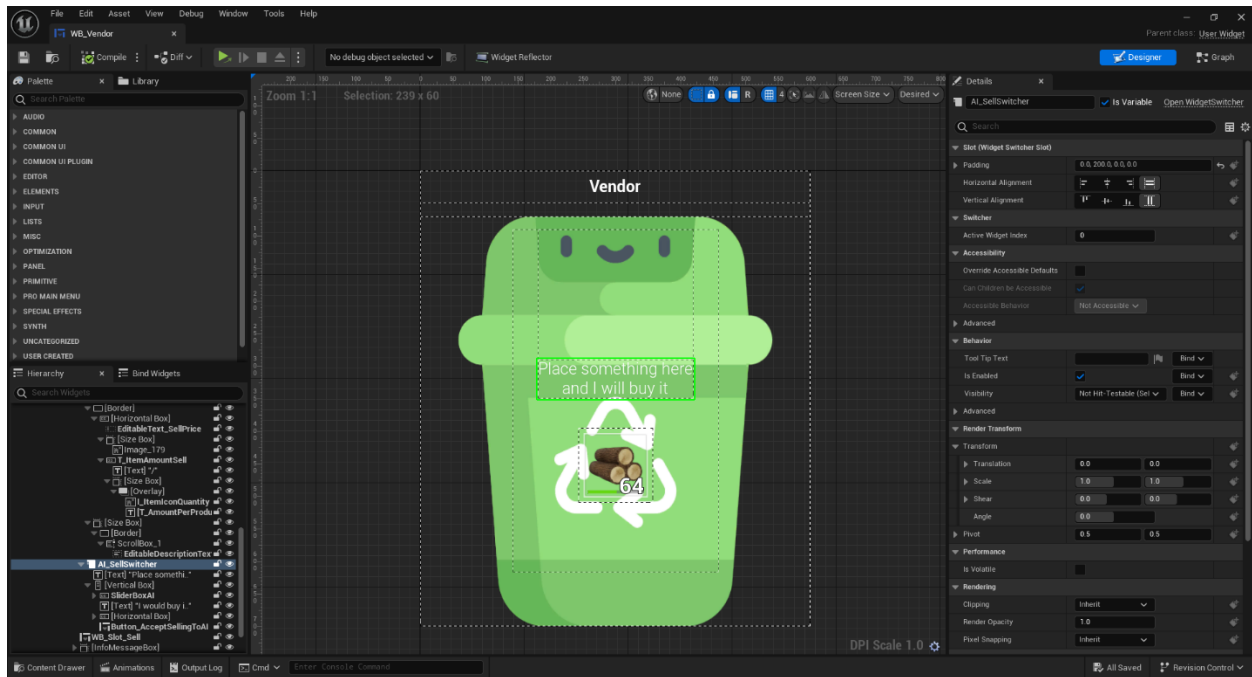 File Edit Asset View Debug Window Tools Help
WB_Vendor
Parent class: User Widget
Compile Diff No debug object selected Widget Reflector Designer Graph
Palette Library
Search Palette
AUDIO
COMMON
COMMON UI
COMMON UI PLUGIN
EDITOR
ELEMENTS
INPUT
LISTS
MISC
OPTIMIZATION
PANEL
PRIMITIVE
PRO MAIN MENU
SPECIAL EFFECTS
SYNTH
UNCATEGORIZED
USER CREATED
Hierarchy Bind Widgets
Search Widgets
[Border]
[Horizontal Box]
EditableText_SellPrice
[Size Box]
Image_179
T_ItemAmountSell
[Text] "/"
[Size Box]
[Overlay]
I_ItemIconQuantity
[T_AmountPerProdu
[Size Box]
[Border]
ScrollBox_1
EditableDescriptionTex
AI_SellSwitcher
[Text] "Place somethi.."
[Vertical Box]
SliderBoxAI
[Text] "I would buy i.."
[Horizontal Box]
Button_AcceptSellingToAI
WB_Slot_Sell
[InfoMessageBox]
Zoom 1:1 Selection: 239 x 60
None R 4 Screen Size Desired
Vendor
Place something here
and I will buy it
64
DPI Scale 1.0
Details
AI_SellSwitcher Is Variable Open WidgetSwitcher
Search
Slot (Widget Switcher Slot)
Padding 0.0, 200.0, 0.0, 0.0
Horizontal Alignment
Vertical Alignment
Switcher
Active Widget Index 0
Accessibility
Override Accessible Defaults
Can Children be Accessible
Accessible Behavior Not Accessible
Advanced
Behavior
Tool Tip Text Bind
Is Enabled Bind
Visibility Not Hit-Testable (Sel Bind
Advanced
Render Transform
Transform
Translation 0.0 0.0
Scale 1.0 1.0
Shear 0.0 0.0
Angle 0.0
Pivot 0.5 0.5
Performance
Is Volatile
Rendering
Clipping Inherit
Render Opacity 1.0
Pixel Snapping Inherit
Content Drawer Animations Output Log Cmd Enter Console Command All Saved Revision Control